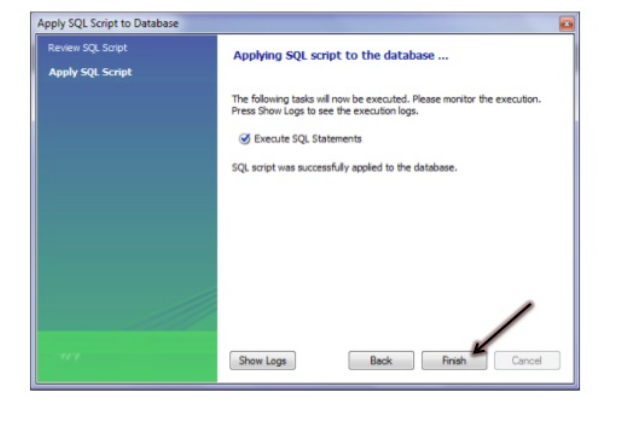 Apply SQL Script to Database
Review SQL Script
Apply SQL Script
Applying SQL script to the database ...
The following tasks will now be executed. Please monitor the execution.
Press Show Logs to see the execution logs.
Execute SQL Statements
SQL script was successfully applied to the database.
Show Logs
Back
Finish
Cancel